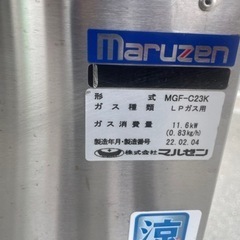 maruzen
形式 MGF-C23K
ガス種類 LPガス用
ガス消費量 11.6kW
(0.83kg/h)
製造年月・製造番号 22.02.04
株式会社マルゼン
涼